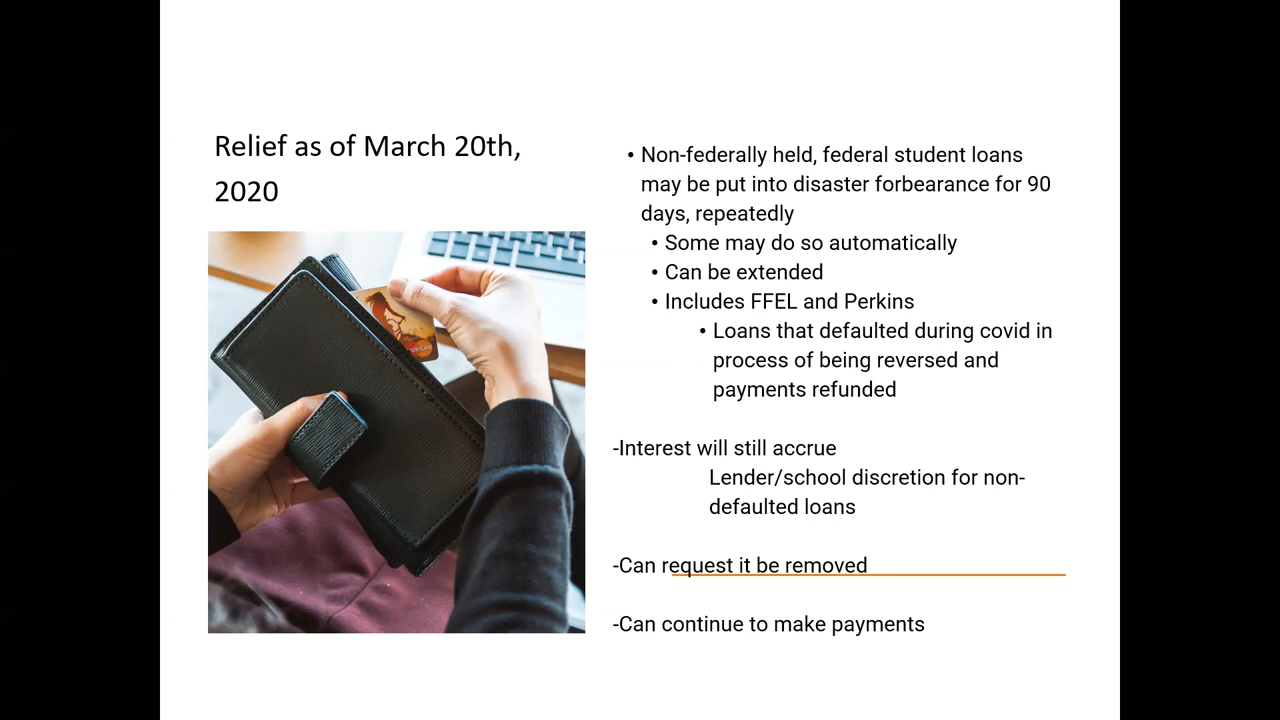 Relief as of March 20th,
2020
• Non-federally held, federal student loans
may be put into disaster forbearance for 90
days, repeatedly
• Some may do so automatically
• Can be extended
• Includes FFEL and Perkins
• Loans that defaulted during covid in
process of being reversed and
payments refunded
-Interest will still accrue
Lender/school discretion for non-
defaulted loans
-Can request it be removed
-Can continue to make payments